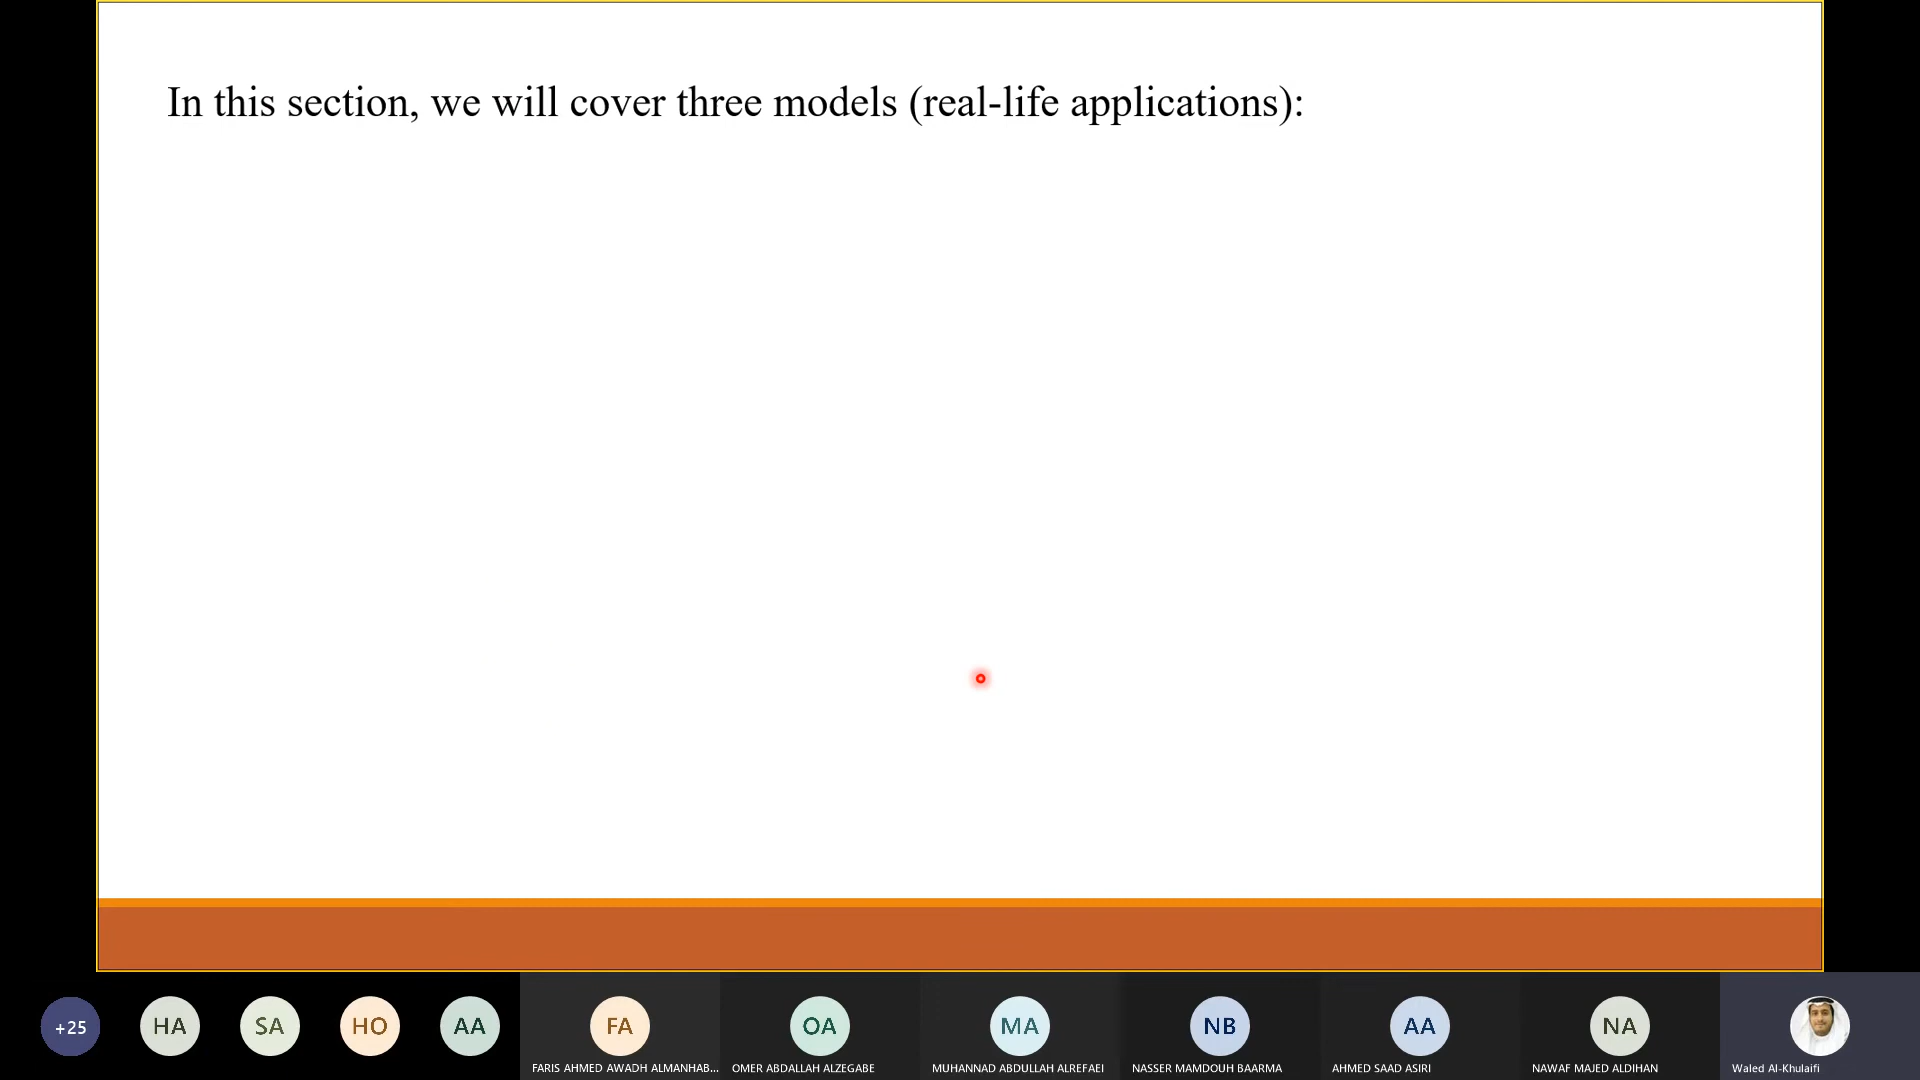 In this section, we will cover three models (real-life applications):
+25
HA
SA
HO
AA
FA
OA
MA
NB
AA
NA
FARIS AHMED AWADH ALMANHAB...
OMER ABDALLAH ALZEGABE
MUHANNAD ABDULLAH ALREFAEI
NASSER MAMDOUH BAARMA
AHMED SAAD ASIRI
NAWAF MAJED ALDIHAN
Waled Al-Khulaifi